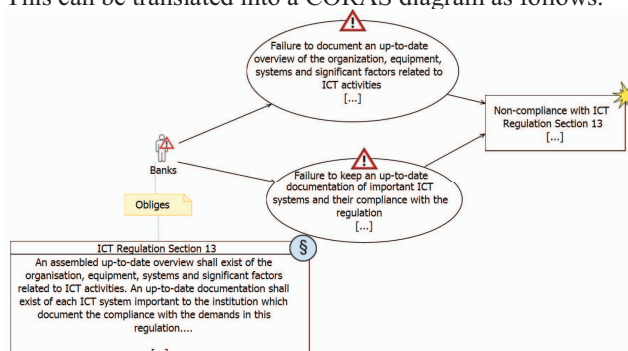 This can be translated into a CORAS diagram as follows:
Failure to document an up-to-date
overview of the organization, equipment,
systems and significant factors related to
ICT activities
[...]
Non-compliance with ICT
Regulation Section 13
[...]
Banks
Failure to keep an up-to-date
documentation of important ICT
systems and their compliance with the
regulation
[...]
Obliges
ICT Regulation Section 13
§
An assembled up-to-date overview shall exist of the
organisation, equipment, systems and significant factors
related to ICT activities. An up-to-date documentation shall
exist of each ICT system important to the institution which
document the compliance with the demands in this
regulation....